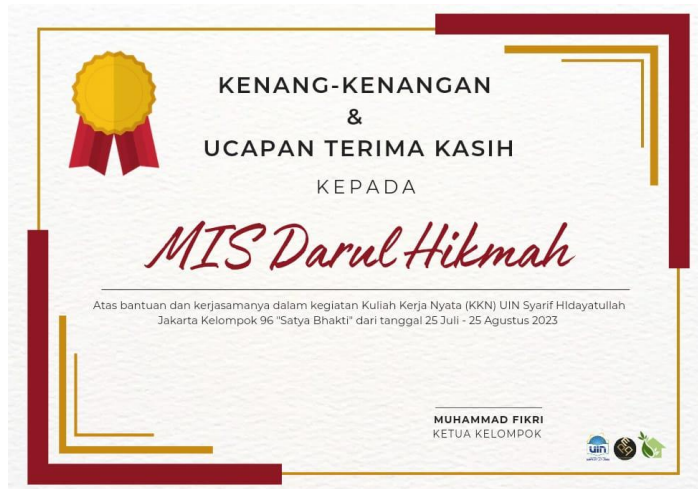 KENANG-KENANGAN
&
UCAPAN TERIMA KASIH
KEPADA
MIS Darul Hikmah
Atas bantuan dan kerjasamanya dalam kegiatan Kuliah Kerja Nyata (KKN) UIN Syarif HIdayatullah
Jakarta Kelompok 96 "Satya Bhakti" dari tanggal 25 Juli - 25 Agustus 2023
MUHAMMAD FIKRI
KETUA KELOMPOK
uin